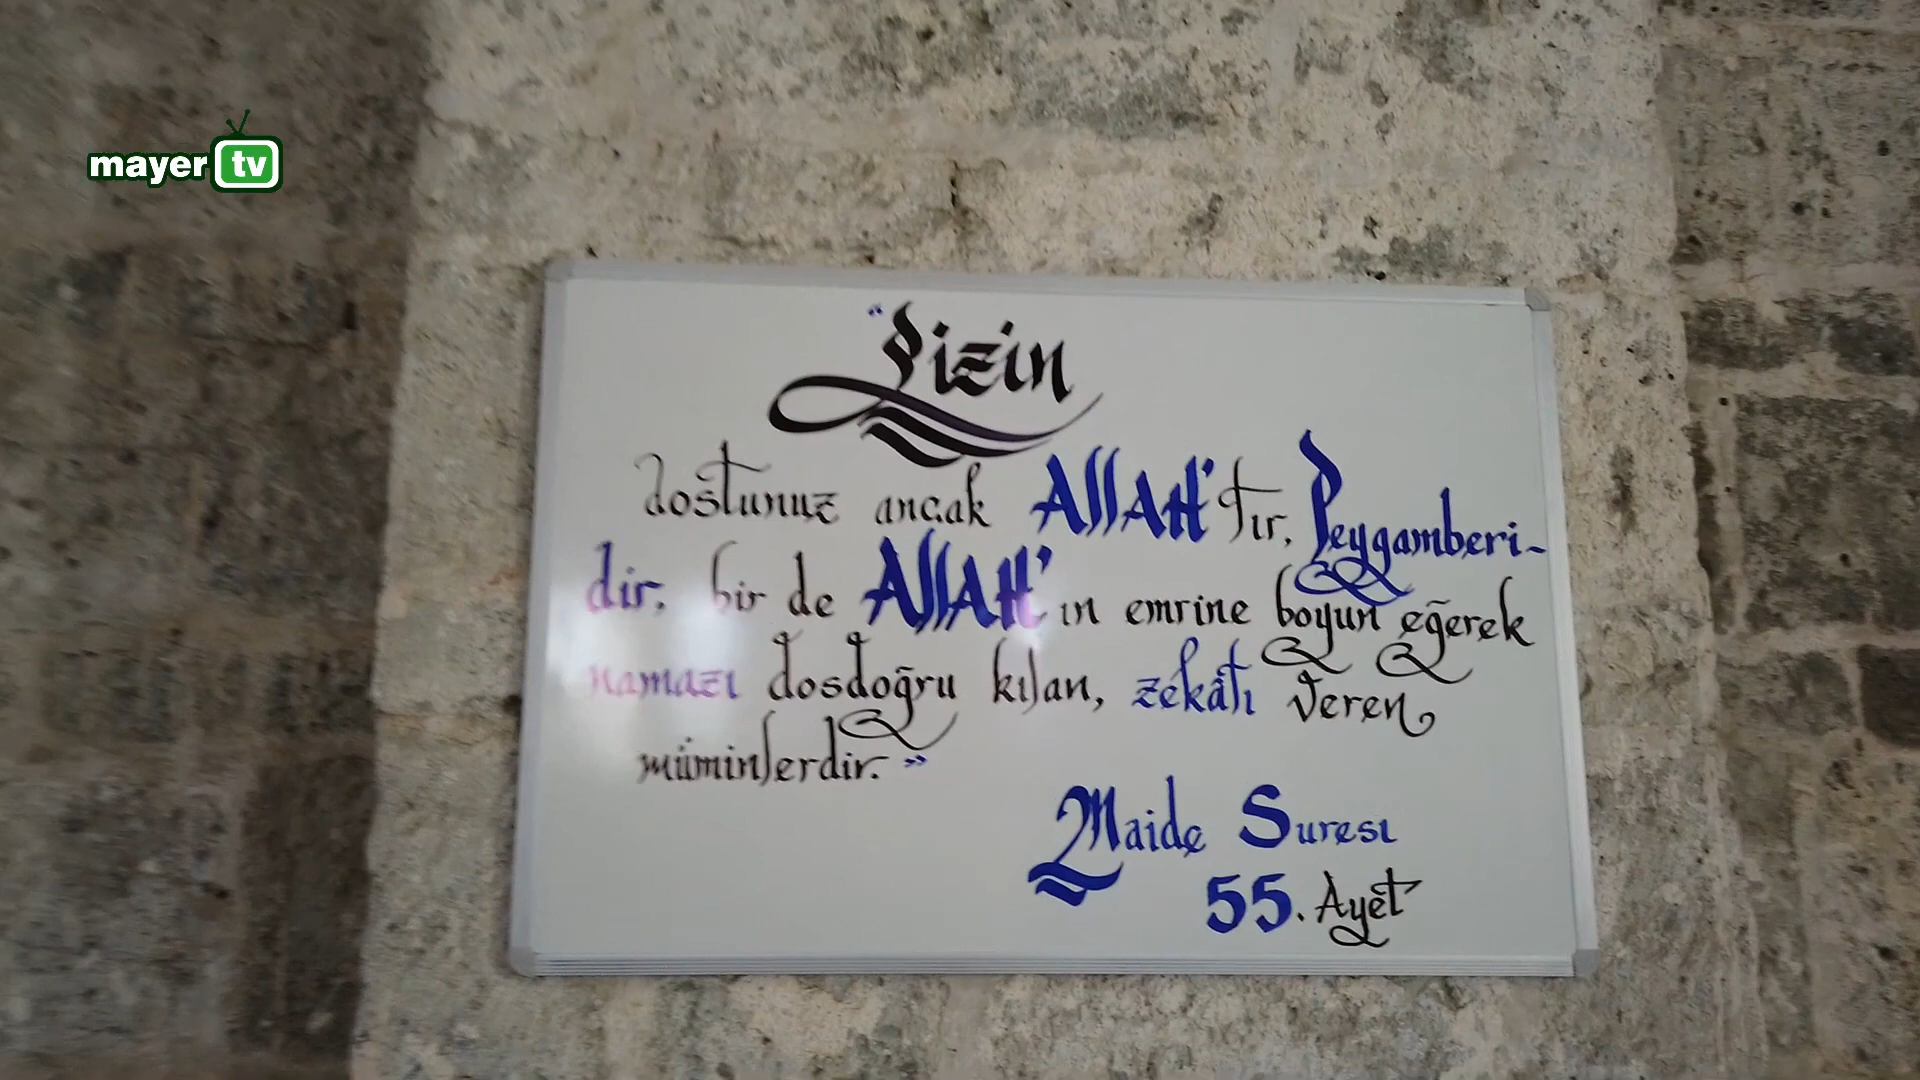 mayer tv
"Sizin
dostunuz ancak ALLAH'tır, Peygamberi-
dir, bir de ALLAH'ın emrine boyun eğerek
namazı dosdoğru kılan, zekâtı veren
müminlerdir."
Maide Suresi
55. Ayet